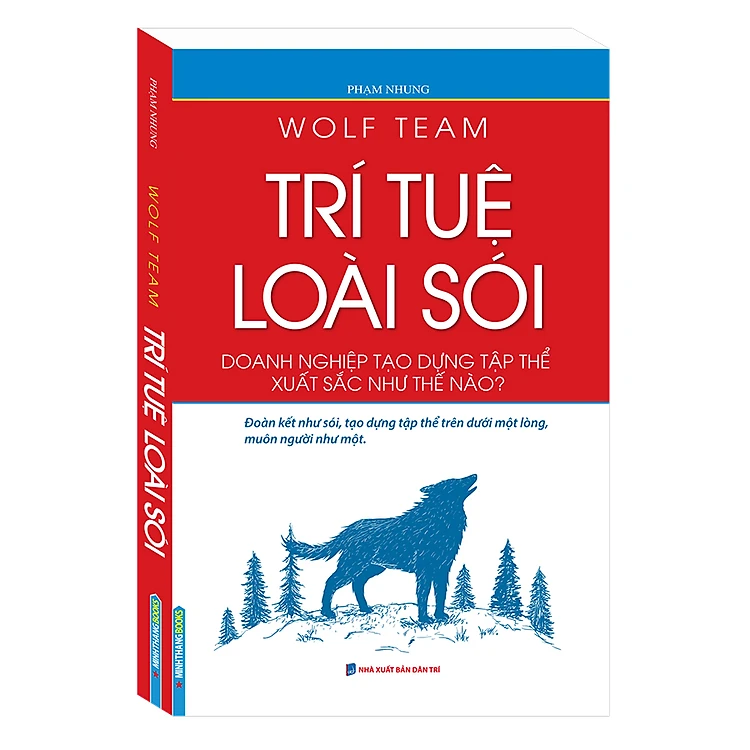 PHẠM NHUNG
WOLF TEAM
TRÍ TUỆ
LOÀI SÓI
DOANH NGHIỆP TẠO DỰNG TẬP THỂ
XUẤT SẮC NHƯ THẾ NÀO?
Đoàn kết như sói, tạo dựng tập thể trên dưới một lòng,
muôn người như một.
NHÀ XUẤT BẢN DÂN TRÍ
MINHTHANGBOOKS
PHẠM NHUNG
WOLF TEAM
TRÍ TUỆ LOÀI SÓI
MINHTHANGBOOKS